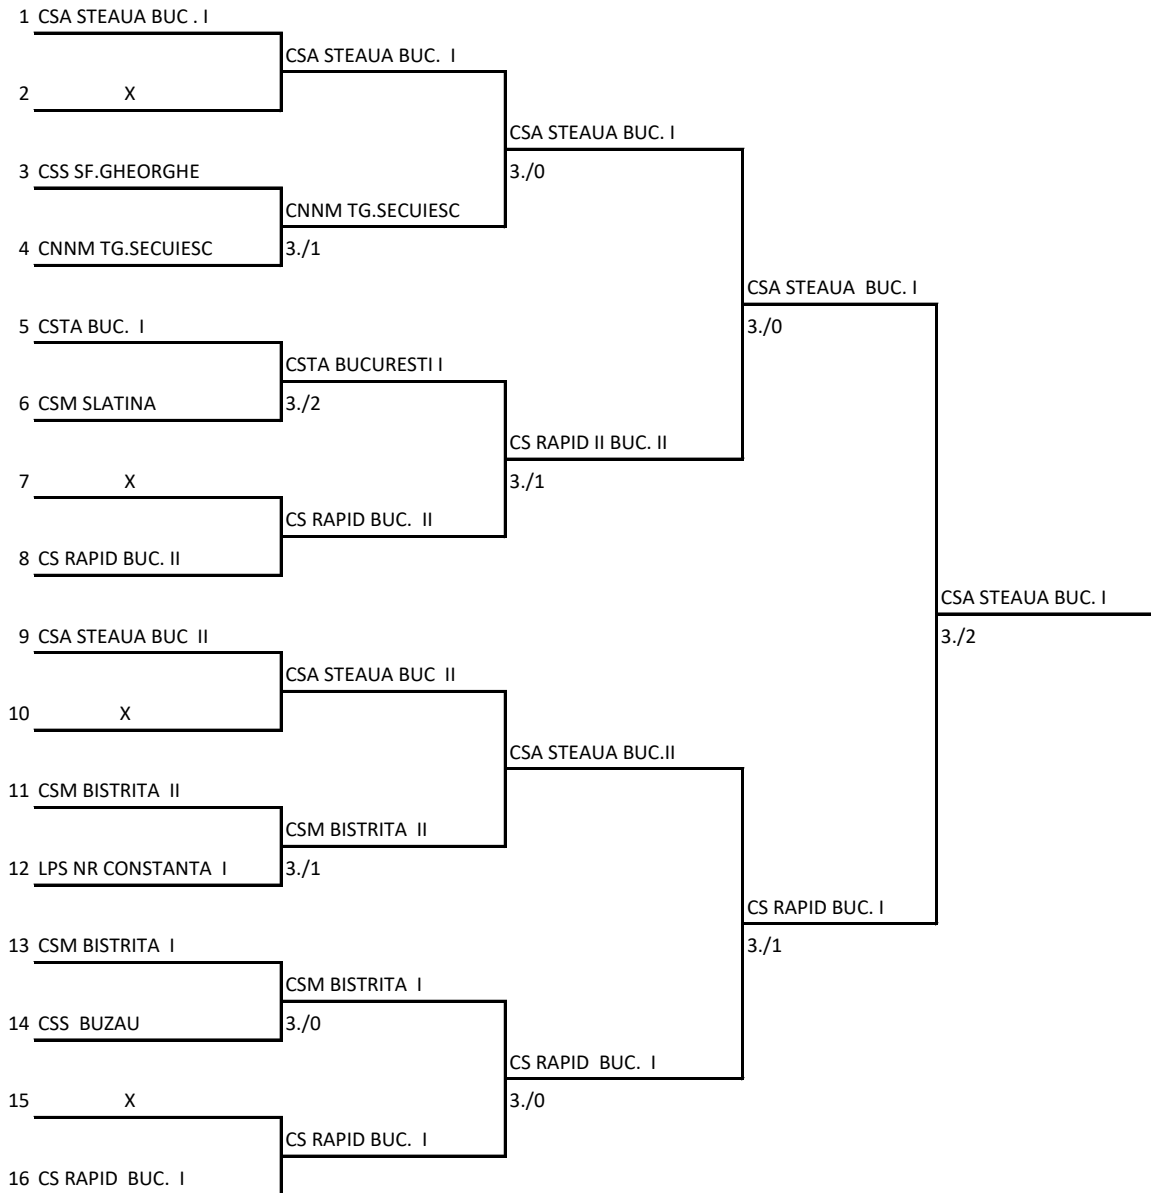 1 CSA STEAUA BUC . I
CSA STEAUA BUC.  I
2 X
CSA STEAUA BUC. I
3 CSS SF.GHEORGHE
3./0
CNNM TG.SECUIESC
4 CNNM TG.SECUIESC
3./1
CSA STEAUA  BUC. I
5 CSTA BUC.  I
3./0
CSTA BUCURESTI I
6 CSM SLATINA
3./2
CS RAPID II BUC. II
7 X
3./1
CS RAPID BUC.  II
8 CS RAPID BUC. II
CSA STEAUA BUC. I
9 CSA STEAUA BUC  II
3./2
CSA STEAUA BUC  II
10 X
CSA STEAUA BUC.II
11 CSM BISTRITA  II
CSM BISTRITA  II
12 LPS NR CONSTANTA  I
3./1
CS RAPID BUC. I
13 CSM BISTRITA  I
3./1
CSM BISTRITA  I
14 CSS  BUZAU
3./0
CS RAPID  BUC.  I
15 X
3./0
CS RAPID BUC.  I
16 CS RAPID  BUC.  I